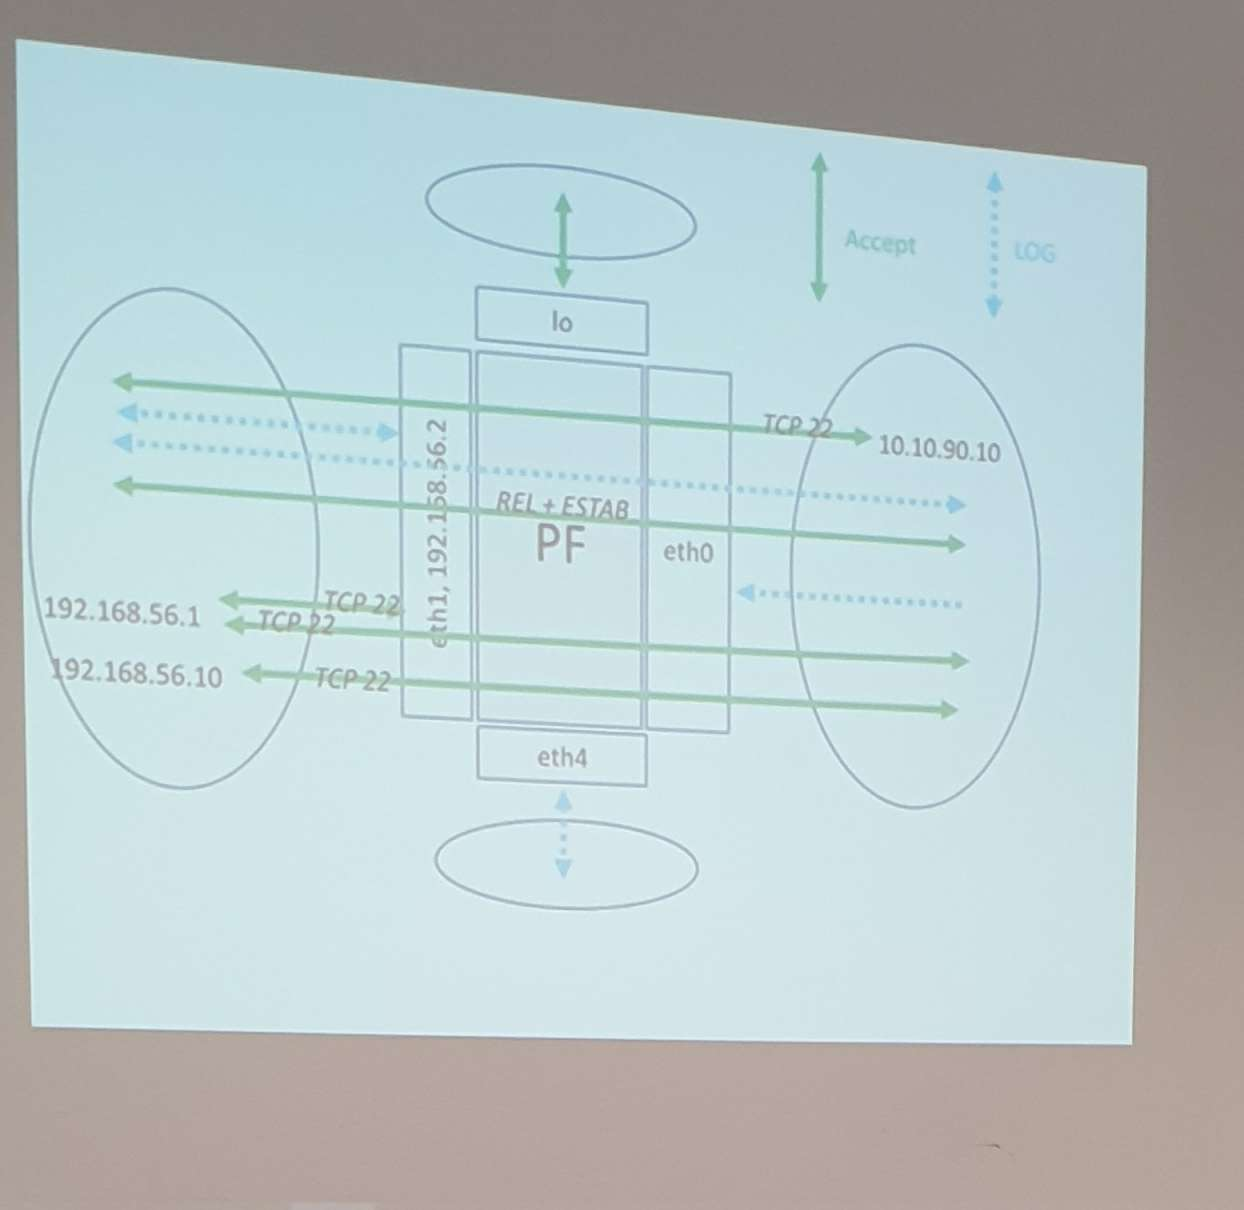 Accept
LOG
lo
TCP 22
10.10.90.10
eth1, 192.168.56.2
REL + ESTAB
PF
eth0
TCP 22
192.168.56.1
TCP 22
192.168.56.10
TCP 22
eth4